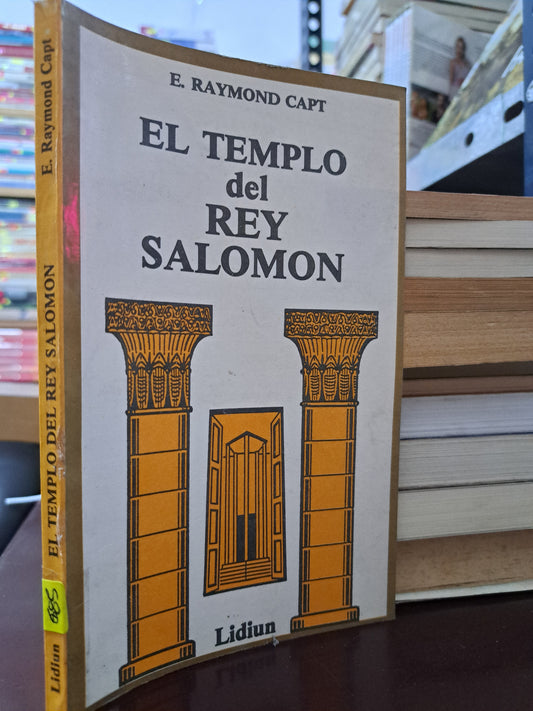 E. RAYMOND CAPT
EL TEMPLO
del
REY
SALOMON
Lidiun
E. Raymond Capt
EL TEMPLO DEL REY SALOMON
Lidiun